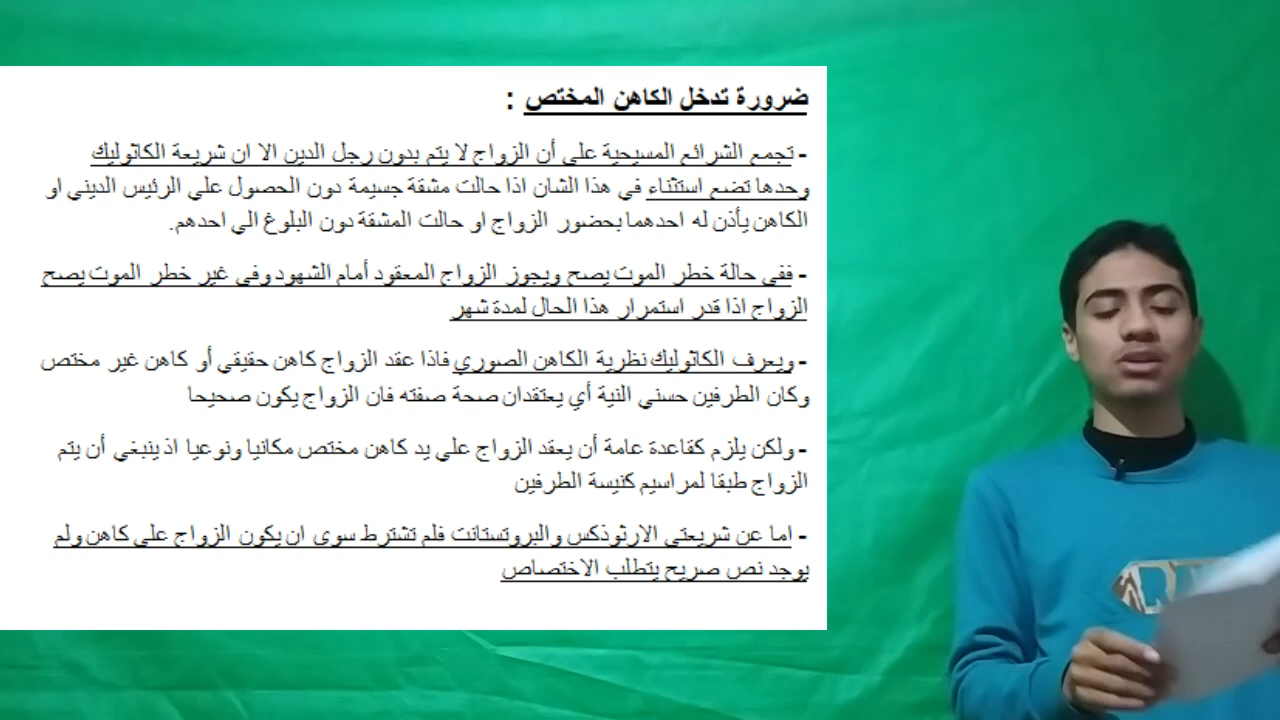 ضرورة تدخل الكاهن المختص :
- تجمع الشرائع المسيحية علي أن الزواج لا يتم بدون رجل الدين الا ان شريعة الكاثوليك
وحدها تضع استثناء في هذا الشان اذا حالت مشقة جسيمة دون الحصول علي الرئيس الديني او
الكاهن يأذن له احدهما بحضور الزواج او حالت المشقة دون البلوغ الي احدهم.
- ففي حالة خطر الموت يصح ويجوز الزواج المعقود أمام الشهود وفي غير خطر الموت يصح
الزواج اذا قدر استمرار هذا الحال لمدة شهر
- ويعرف الكاثوليك نظرية الكاهن الصوري فاذا عقد الزواج كاهن حقيقي أو كاهن غير مختص
وكان الطرفين حسني النية أي يعتقدان صحة صفته فان الزواج يكون صحيحا
- ولكن يلزم كقاعدة عامة أن يعقد الزواج علي يد كاهن مختص مكانيا ونوعيا اذ ينبغي أن يتم
الزواج طبقا لمراسيم كنيسة الطرفين
- اما عن شريعتي الارثوذكس والبروتستانت فلم تشترط سوي ان يكون الزواج علي كاهن ولم
يوجد نص صريح يتطلب الاختصاص